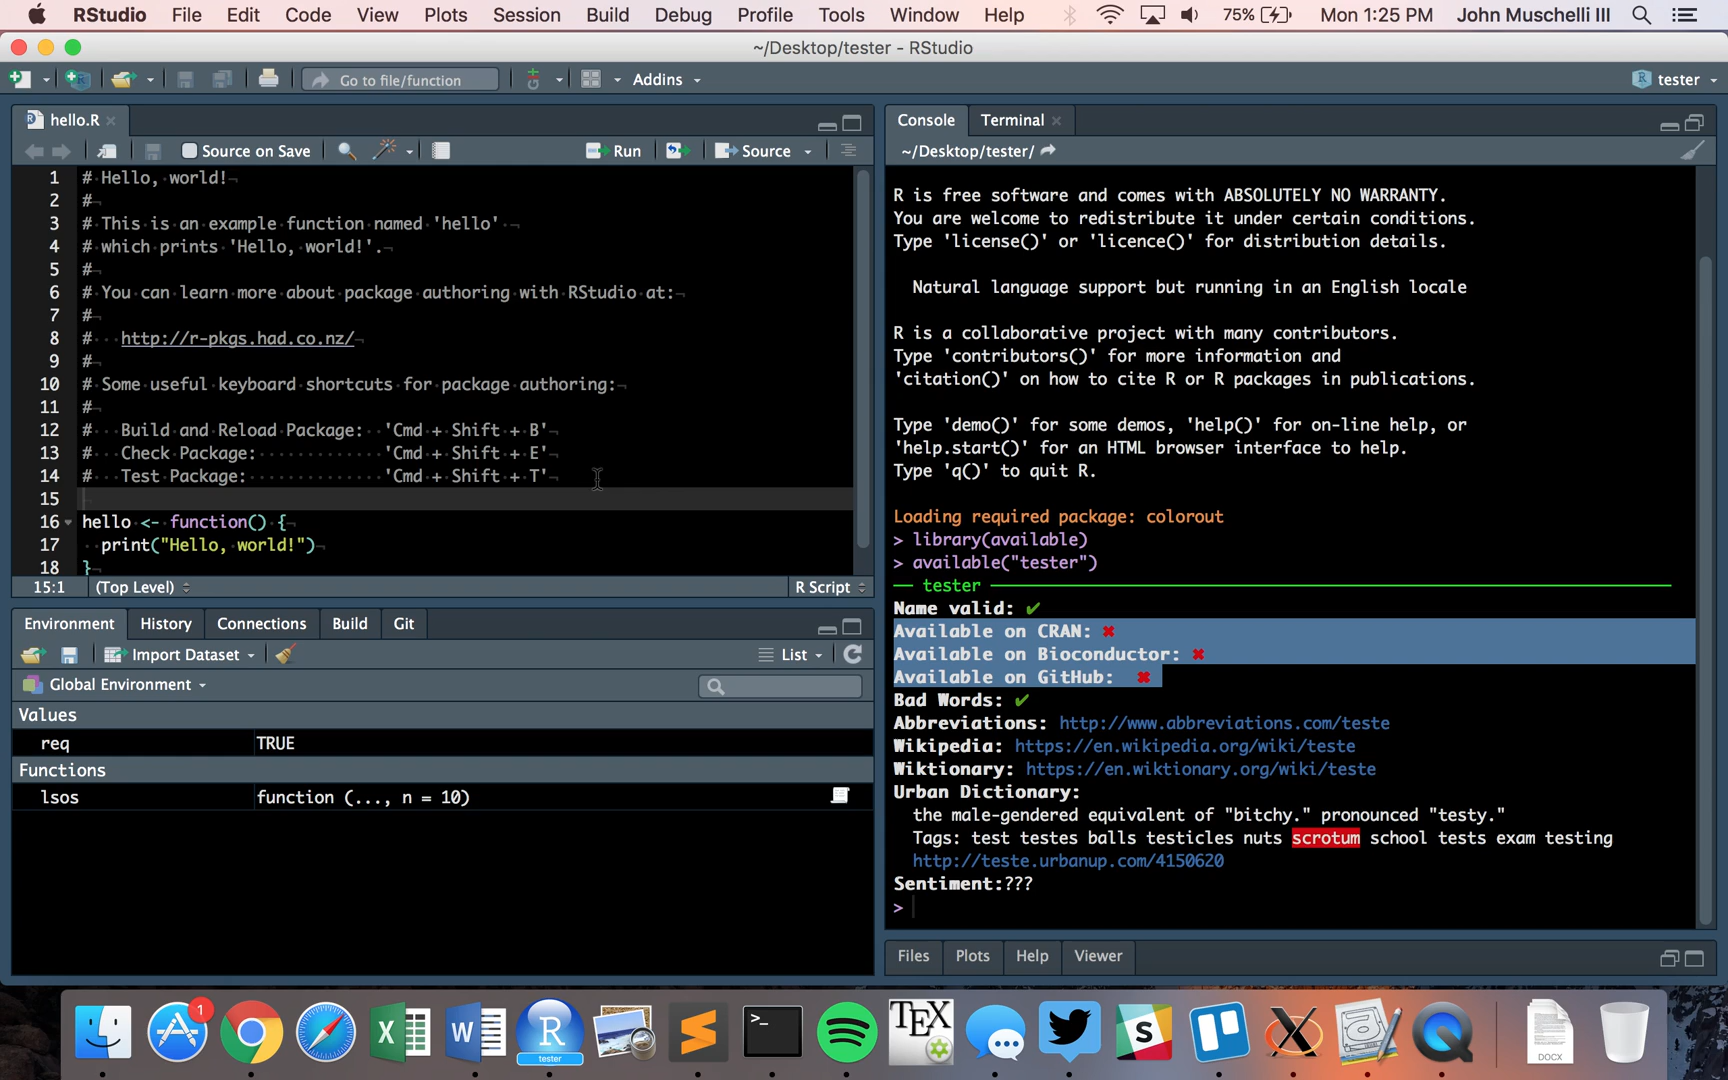 RStudio File Edit Code View Plots Session Build Debug Profile Tools Window Help 75% Mon 1:25 PM John Muschelli III
~/Desktop/tester - RStudio
Go to file/function Addins tester
hello.R
Source on Save Run Source
1 # Hello, world!
2 #
3 # This is an example function named 'hello'
4 # which prints 'Hello, world!'.
5 #
6 # You can learn more about package authoring with RStudio at:
7 #
8 #   http://r-pkgs.had.co.nz/
9 #
10 # Some useful keyboard shortcuts for package authoring:
11 #
12 #   Build and Reload Package:  'Cmd + Shift + B'
13 #   Check Package:             'Cmd + Shift + E'
14 #   Test Package:              'Cmd + Shift + T'
15
16 hello <- function() {
17   print("Hello, world!")
18 }
15:1 (Top Level) R Script
Environment History Connections Build Git
Import Dataset List
Global Environment
Values
req TRUE
Functions
lsos function (..., n = 10)
Console Terminal
~/Desktop/tester/
R is free software and comes with ABSOLUTELY NO WARRANTY.
You are welcome to redistribute it under certain conditions.
Type 'license()' or 'licence()' for distribution details.
Natural language support but running in an English locale
R is a collaborative project with many contributors.
Type 'contributors()' for more information and
'citation()' on how to cite R or R packages in publications.
Type 'demo()' for some demos, 'help()' for on-line help, or
'help.start()' for an HTML browser interface to help.
Type 'q()' to quit R.
Loading required package: colorout
> library(available)
> available("tester")
— tester —
Name valid: ✔
Available on CRAN: ✖
Available on Bioconductor: ✖
Available on GitHub:  ✖
Bad Words: ✔
Abbreviations: http://www.abbreviations.com/teste
Wikipedia: https://en.wikipedia.org/wiki/teste
Wiktionary: https://en.wiktionary.org/wiki/teste
Urban Dictionary:
the male-gendered equivalent of "bitchy." pronounced "testy."
Tags: test testes balls testicles nuts scrotum school tests exam testing
http://teste.urbanup.com/4150620
Sentiment:???
>
Files Plots Help Viewer
1
X W R >_ TEX S
tester
DOCX